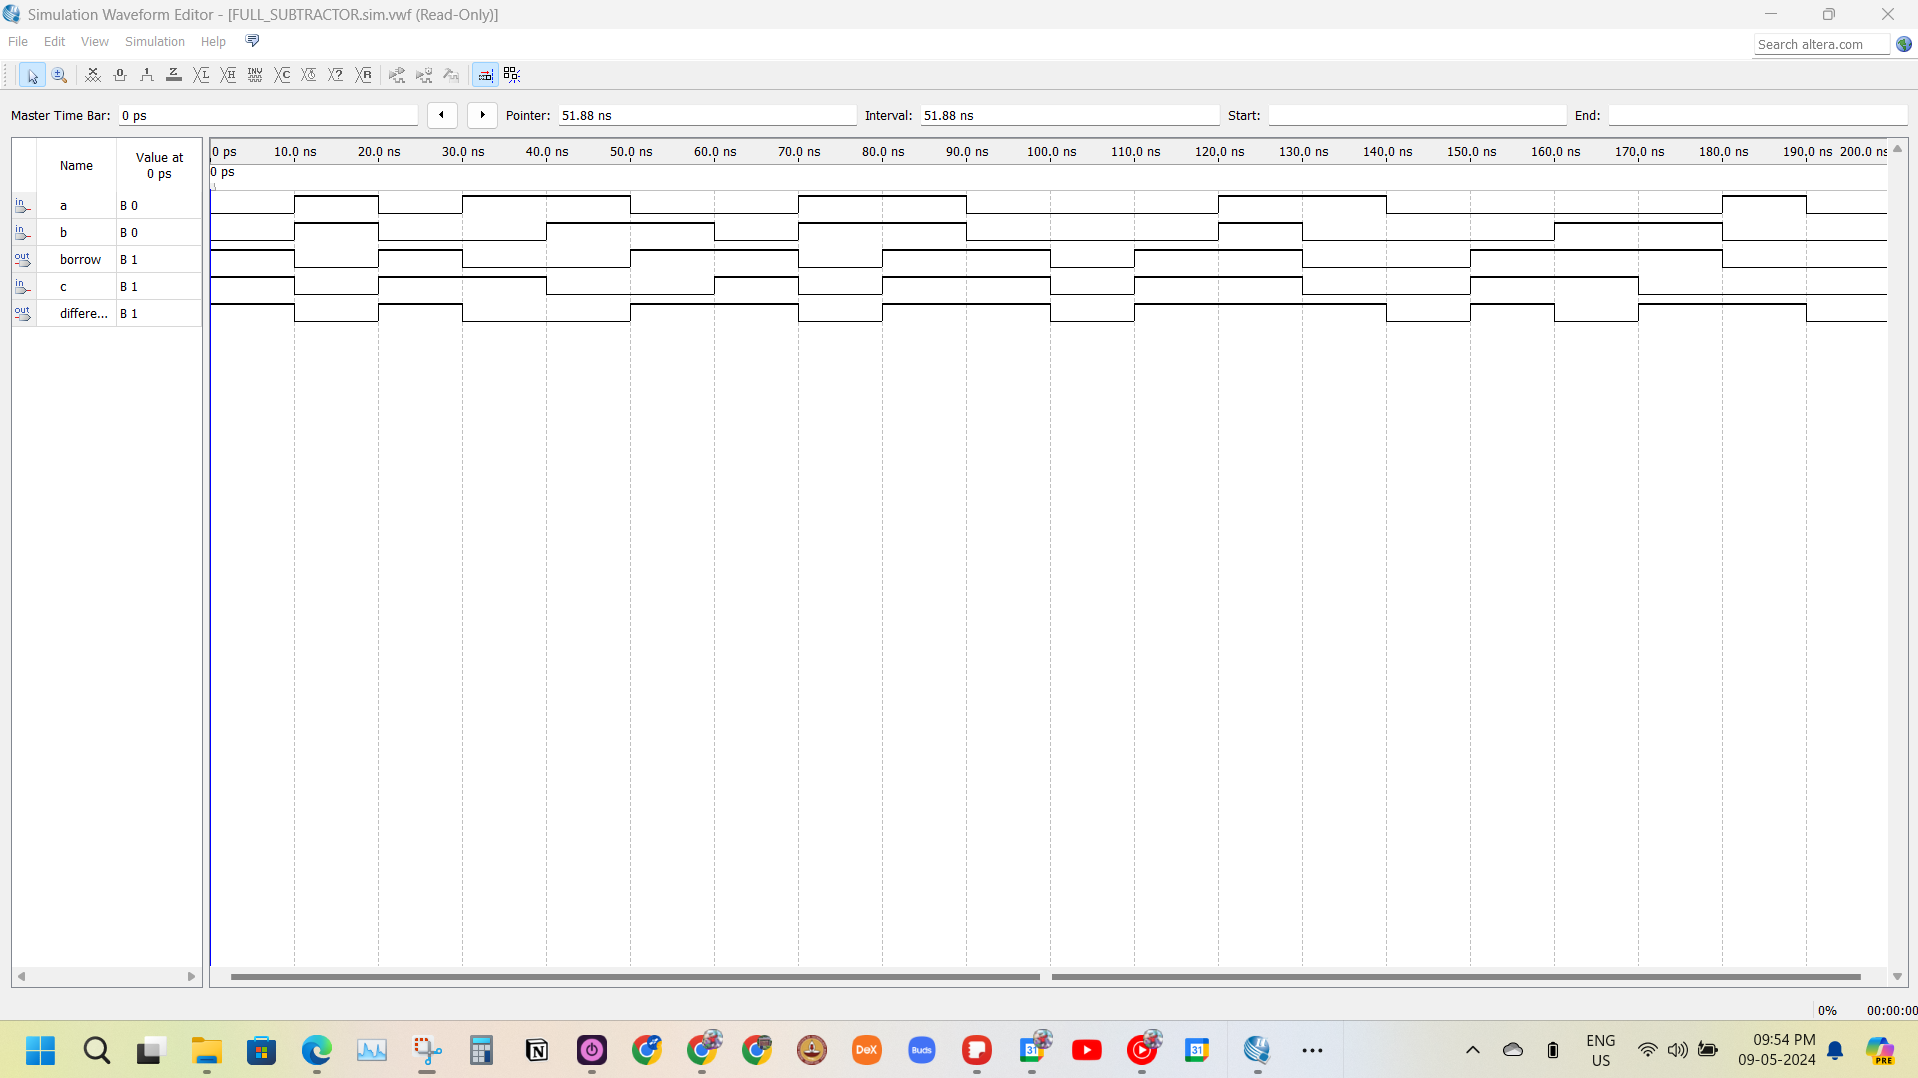 Simulation Waveform Editor - [FULL_SUBTRACTOR.sim.vwf (Read-Only)]
File Edit View Simulation Help
Search altera.com
Master Time Bar: 0 ps Pointer: 51.88 ns Interval: 51.88 ns Start: End:
Name Value at 0 ps
0 ps 10.0 ns 20.0 ns 30.0 ns 40.0 ns 50.0 ns 60.0 ns 70.0 ns 80.0 ns 90.0 ns 100.0 ns 110.0 ns 120.0 ns 130.0 ns 140.0 ns 150.0 ns 160.0 ns 170.0 ns 180.0 ns 190.0 ns 200.0 ns
0 ps
in a B 0
in b B 0
out borrow B 1
in c B 1
out differe... B 1
0% 00:00:00
DeX
Buds
31
31
ENG
US
09:54 PM
09-05-2024
PRE